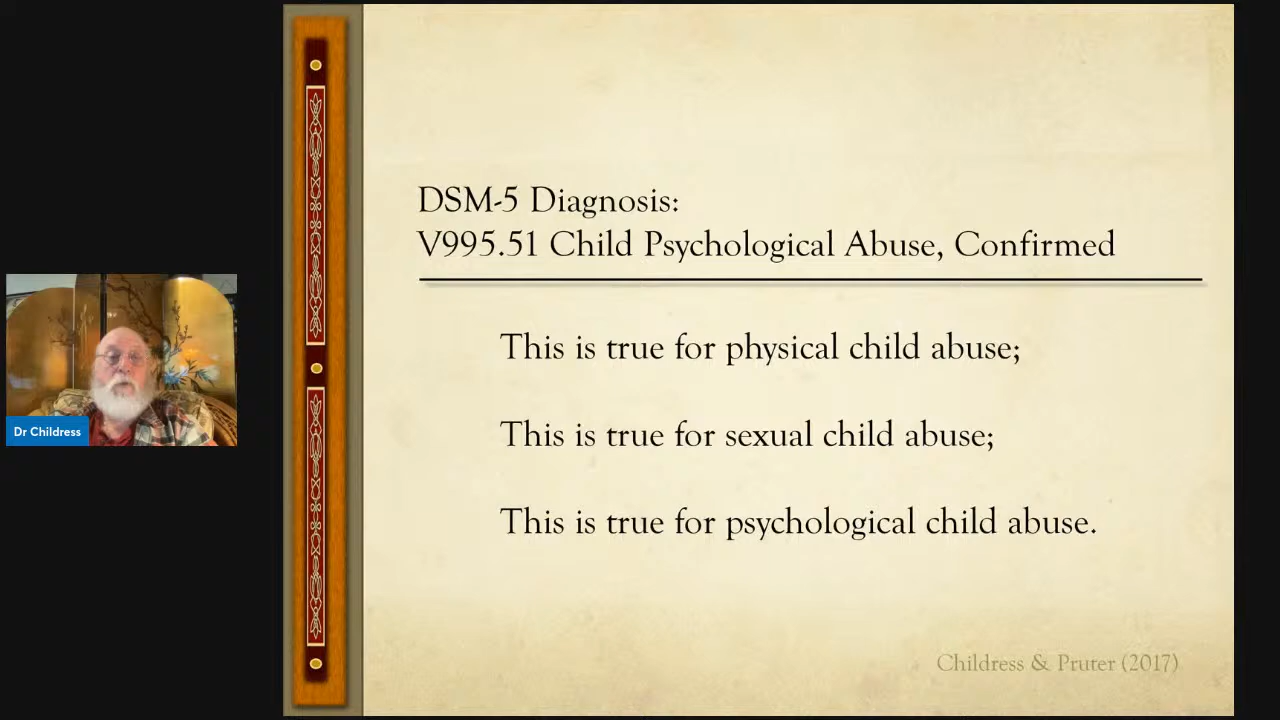 DSM-5 Diagnosis:
V995.51 Child Psychological Abuse, Confirmed
This is true for physical child abuse;
This is true for sexual child abuse;
This is true for psychological child abuse.
Dr Childress
Childress & Pruter (2017)